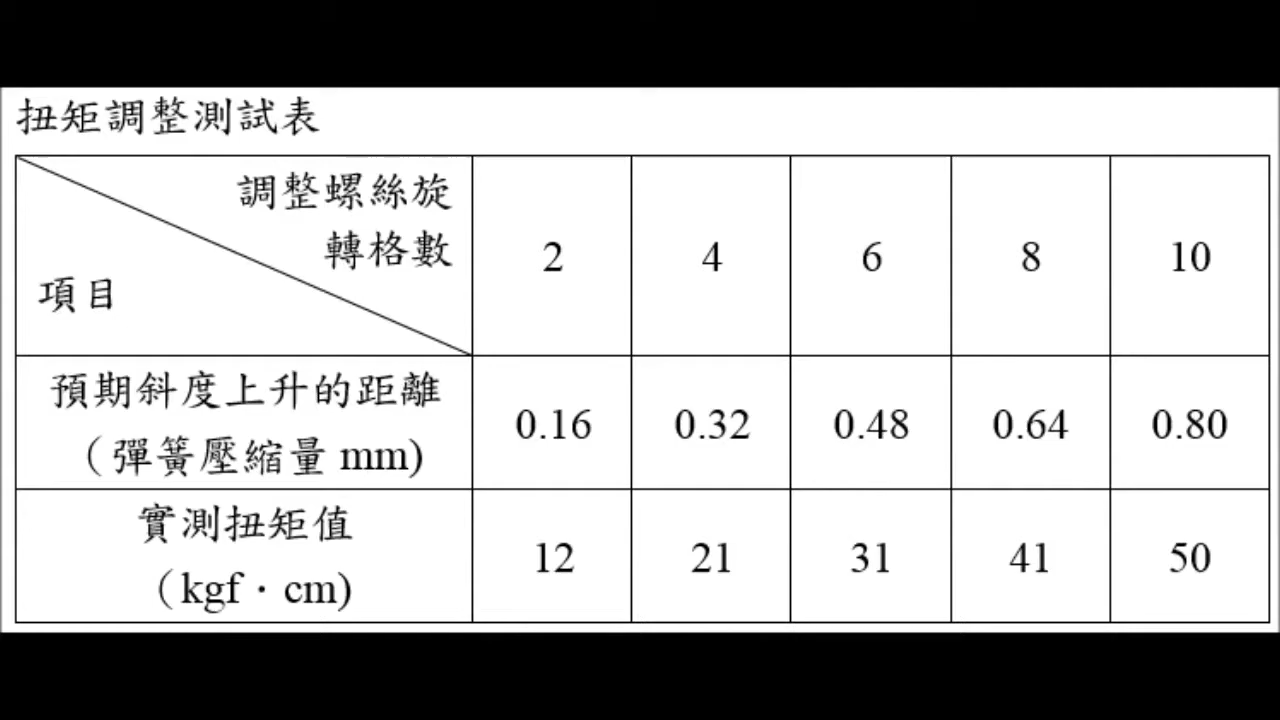 扭矩調整測試表
調整螺絲旋
轉格數
項目
2 4 6 8 10
預期斜度上升的距離
（彈簧壓縮量 mm)
0.16 0.32 0.48 0.64 0.80
實測扭矩值
（kgf·cm)
12 21 31 41 50